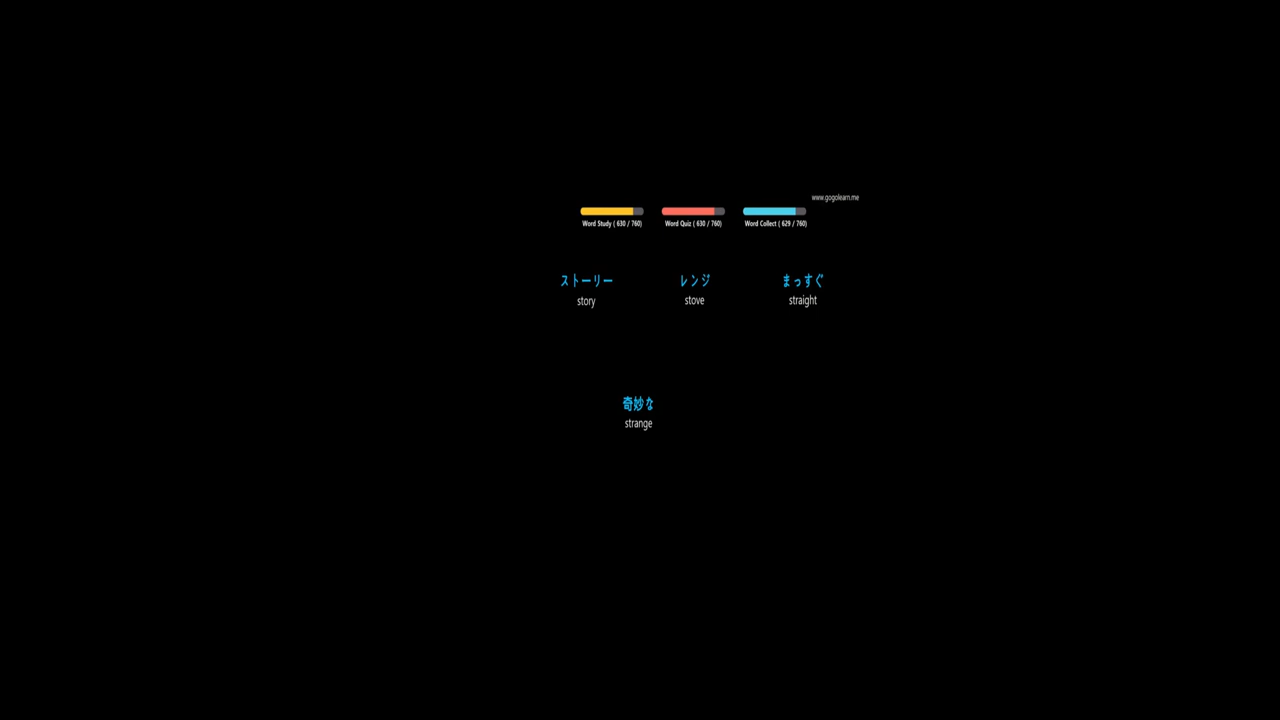 www.gogolearn.me
Word Study ( 630 / 760) Word Quiz ( 630 / 760) Word Collect ( 629 / 760)
ストーリー レンジ まっすぐ
story stove straight
奇妙な
strange